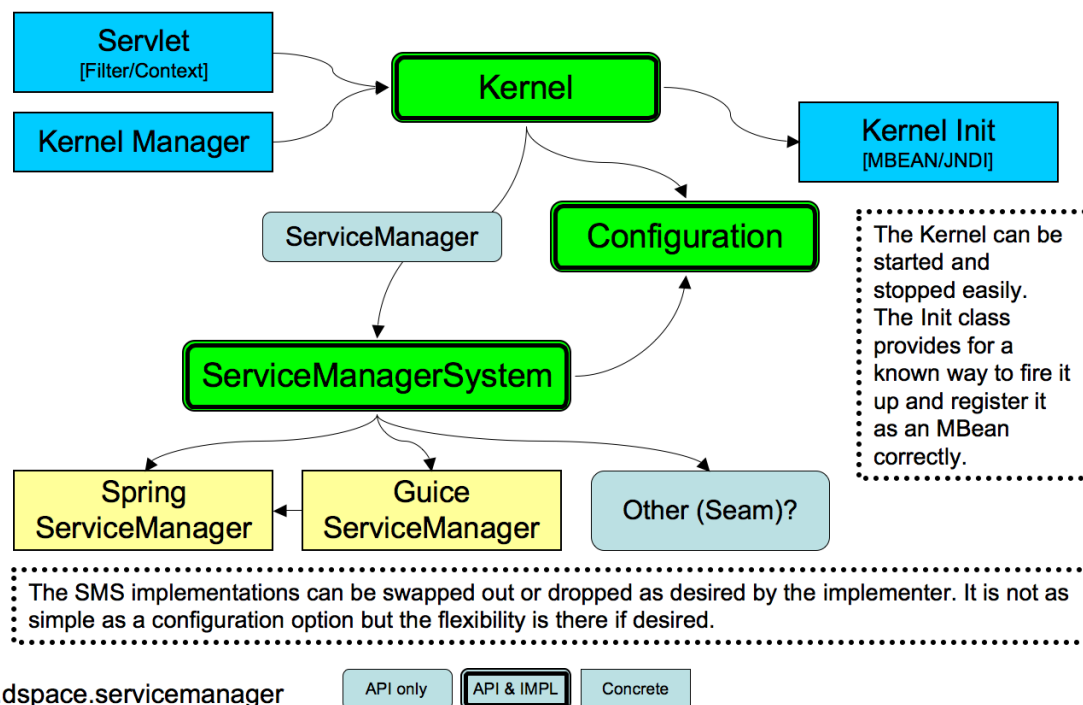 Servlet
[Filter/Context]
Kernel
Kernel Manager
Kernel Init
[MBEAN/JNDI]
ServiceManager
Configuration
The Kernel can be
started and
stopped easily.
The Init class
provides for a
known way to fire it
up and register it
as an MBean
correctly.
ServiceManagerSystem
Spring
ServiceManager
Guice
ServiceManager
Other (Seam)?
The SMS implementations can be swapped out or dropped as desired by the implementer. It is not as
simple as a configuration option but the flexibility is there if desired.
dspace.servicemanager
API only
API & IMPL
Concrete